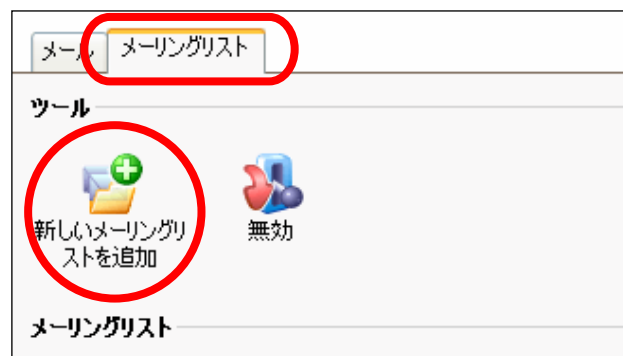 メール メーリングリスト
ツール
新しいメーリングリ
ストを追加
無効
メーリングリスト